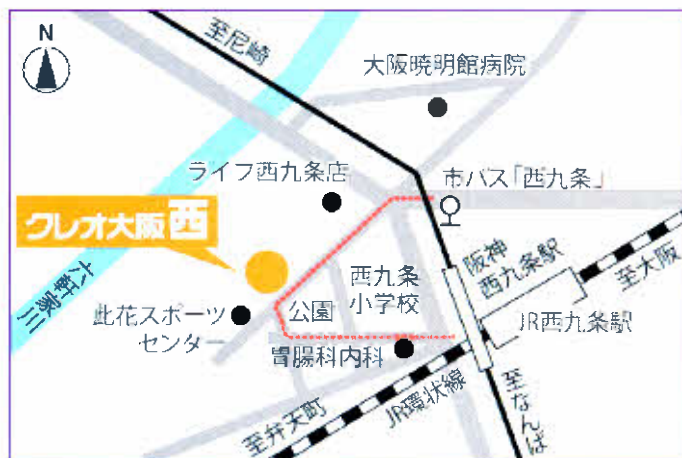 N
至尼崎
大阪暁明館病院
ライフ西九条店
市バス「西九条」
クレオ大阪西
阪神
西九条駅
至大阪
六軒家川
西九条
小学校
此花スポーツ
センター
公園
JR西九条駅
胃腸科内科
JR環状線
至弁天町
至なんば